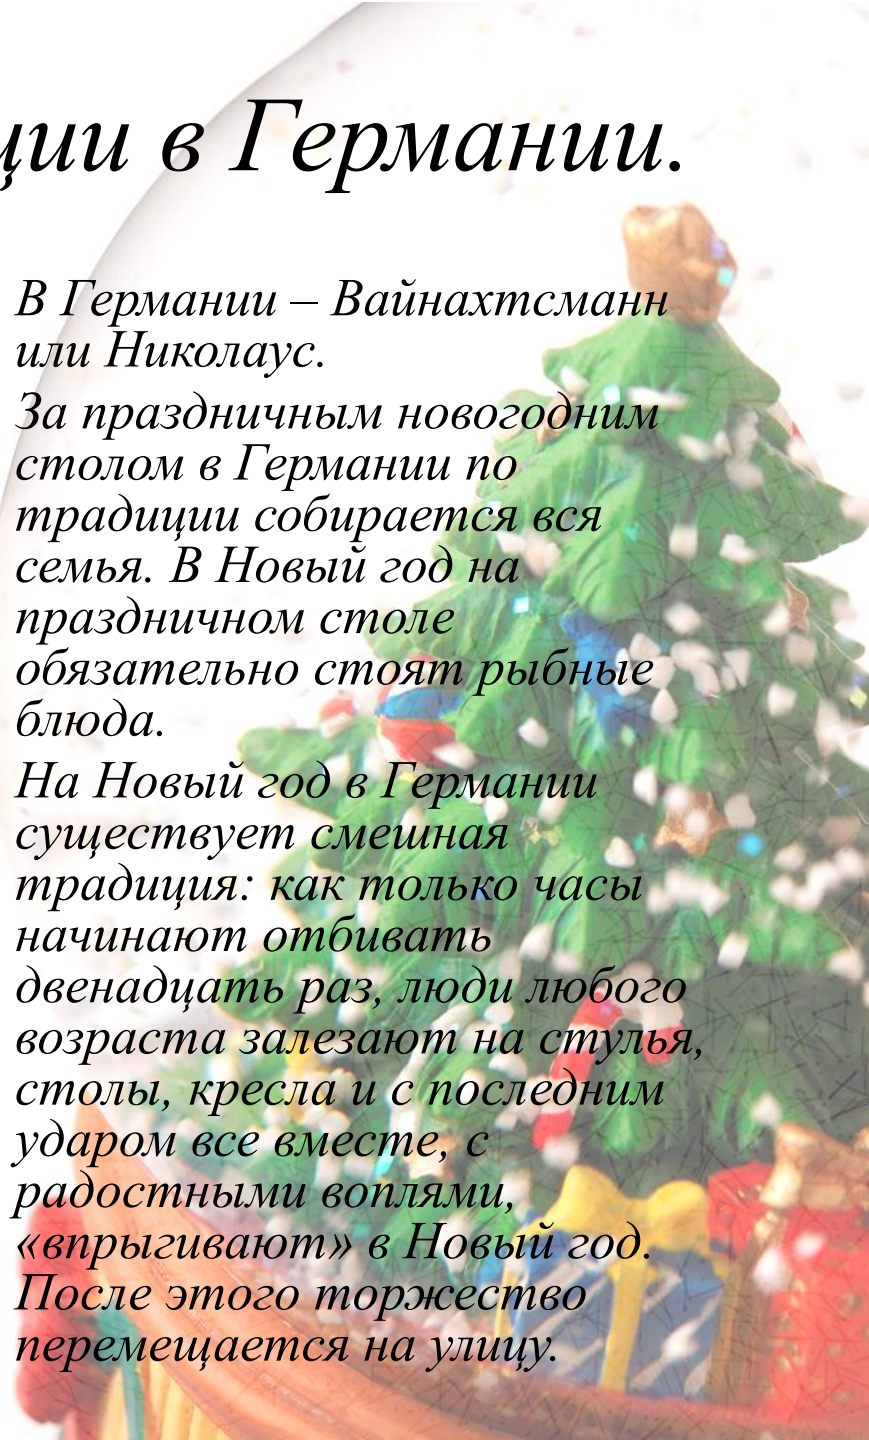 ции в Германии.
В Германии – Вайнахтсманн
или Николаус.
За праздничным новогодним
столом в Германии по
традиции собирается вся
семья. В Новый год на
праздничном столе
обязательно стоят рыбные
блюда.
На Новый год в Германии
существует смешная
традиция: как только часы
начинают отбивать
двенадцать раз, люди любого
возраста залезают на стулья,
столы, кресла и с последним
ударом все вместе, с
радостными воплями,
«впрыгивают» в Новый год.
После этого торжество
перемещается на улицу.